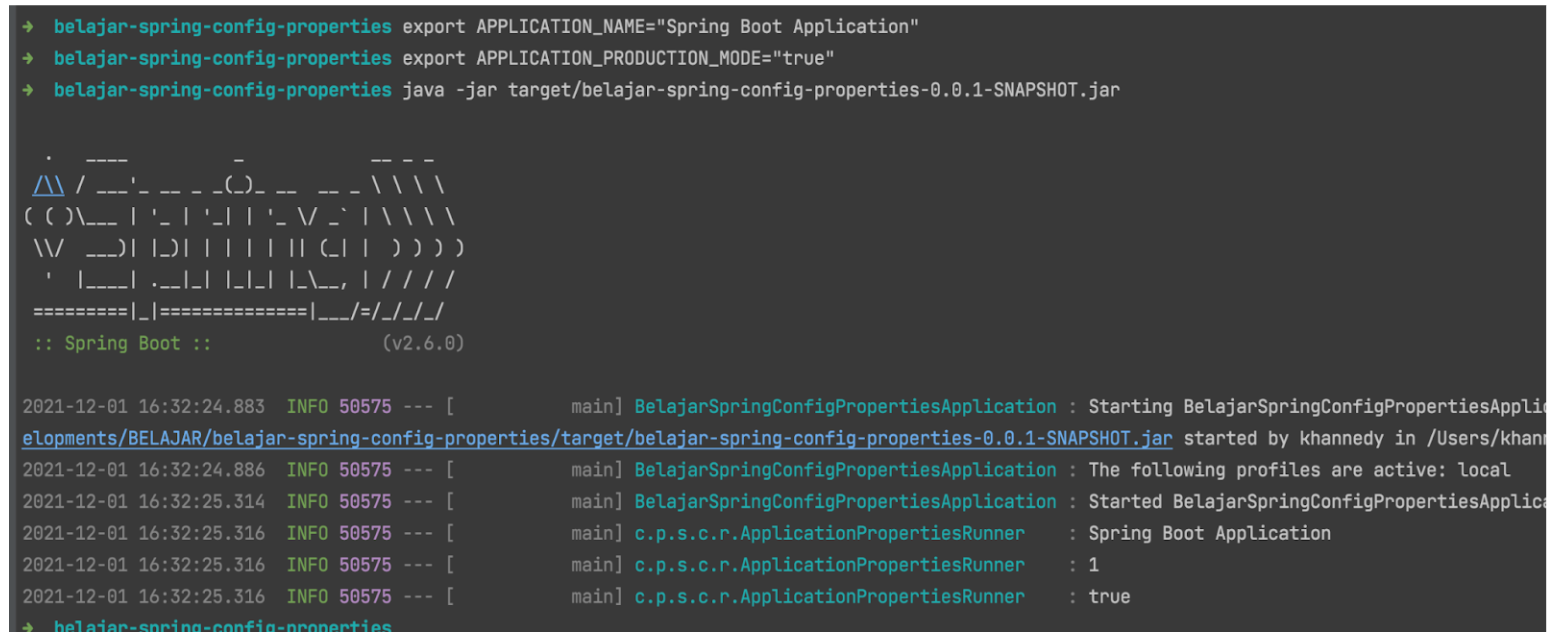 → belajar-spring-config-properties export APPLICATION_NAME="Spring Boot Application"
→ belajar-spring-config-properties export APPLICATION_PRODUCTION_MODE="true"
→ belajar-spring-config-properties java -jar target/belajar-spring-config-properties-0.0.1-SNAPSHOT.jar
  .   ____          _            __ _ _
 /\\ / ___'_ __ _ _(_)_ __  __ _ \ \ \ \
( ( )\___ | '_ | '_| | '_ \/ _` | \ \ \ \
 \\/  ___)| |_)| | | | | || (_| |  ) ) ) )
  '  |____| .__|_| |_|_| |_\__, | / / / /
 =========|_|==============|___/=/_/_/_/
 :: Spring Boot ::                (v2.6.0)
2021-12-01 16:32:24.883  INFO 50575 --- [           main] BelajarSpringConfigPropertiesApplication : Starting BelajarSpringConfigPropertiesApplic
elopments/BELAJAR/belajar-spring-config-properties/target/belajar-spring-config-properties-0.0.1-SNAPSHOT.jar started by khannedy in /Users/khann
2021-12-01 16:32:24.886  INFO 50575 --- [           main] BelajarSpringConfigPropertiesApplication : The following profiles are active: local
2021-12-01 16:32:25.314  INFO 50575 --- [           main] BelajarSpringConfigPropertiesApplication : Started BelajarSpringConfigPropertiesApplica
2021-12-01 16:32:25.316  INFO 50575 --- [           main] c.p.s.c.r.ApplicationPropertiesRunner    : Spring Boot Application
2021-12-01 16:32:25.316  INFO 50575 --- [           main] c.p.s.c.r.ApplicationPropertiesRunner    : 1
2021-12-01 16:32:25.316  INFO 50575 --- [           main] c.p.s.c.r.ApplicationPropertiesRunner    : true
→ belajar-spring-config-properties